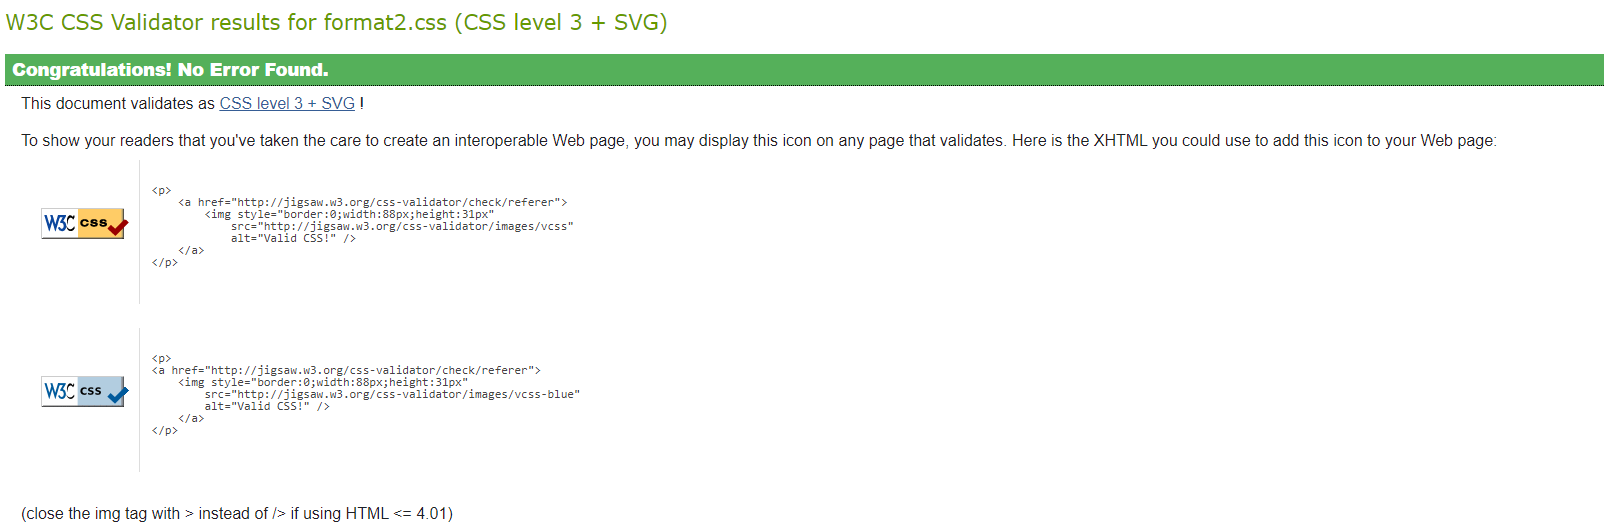 W3C CSS Validator results for format2.css (CSS level 3 + SVG)
Congratulations! No Error Found.
This document validates as CSS level 3 + SVG !
To show your readers that you've taken the care to create an interoperable Web page, you may display this icon on any page that validates. Here is the XHTML you could use to add this icon to your Web page:
W3C css
<p>
    <a href="http://jigsaw.w3.org/css-validator/check/referer">
        <img style="border:0;width:88px;height:31px"
            src="http://jigsaw.w3.org/css-validator/images/vcss"
            alt="Valid CSS!" />
    </a>
</p>
W3C css
<p>
<a href="http://jigsaw.w3.org/css-validator/check/referer">
    <img style="border:0;width:88px;height:31px"
        src="http://jigsaw.w3.org/css-validator/images/vcss-blue"
        alt="Valid CSS!" />
    </a>
</p>
(close the img tag with > instead of /> if using HTML <= 4.01)